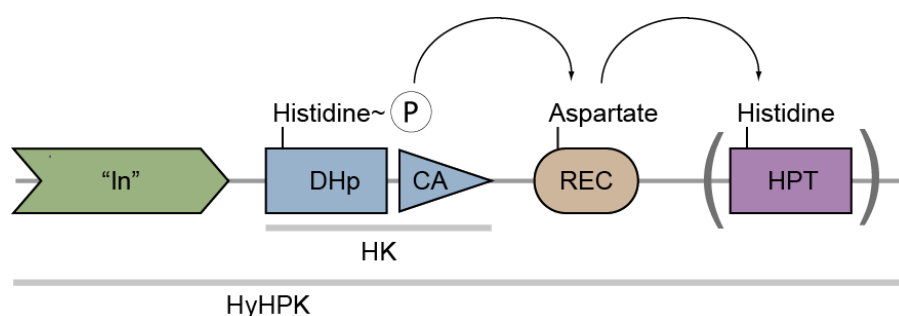 Histidine~ P
Aspartate
Histidine
“In”
DHp
CA
REC
( HPT )
HK
HyHPK